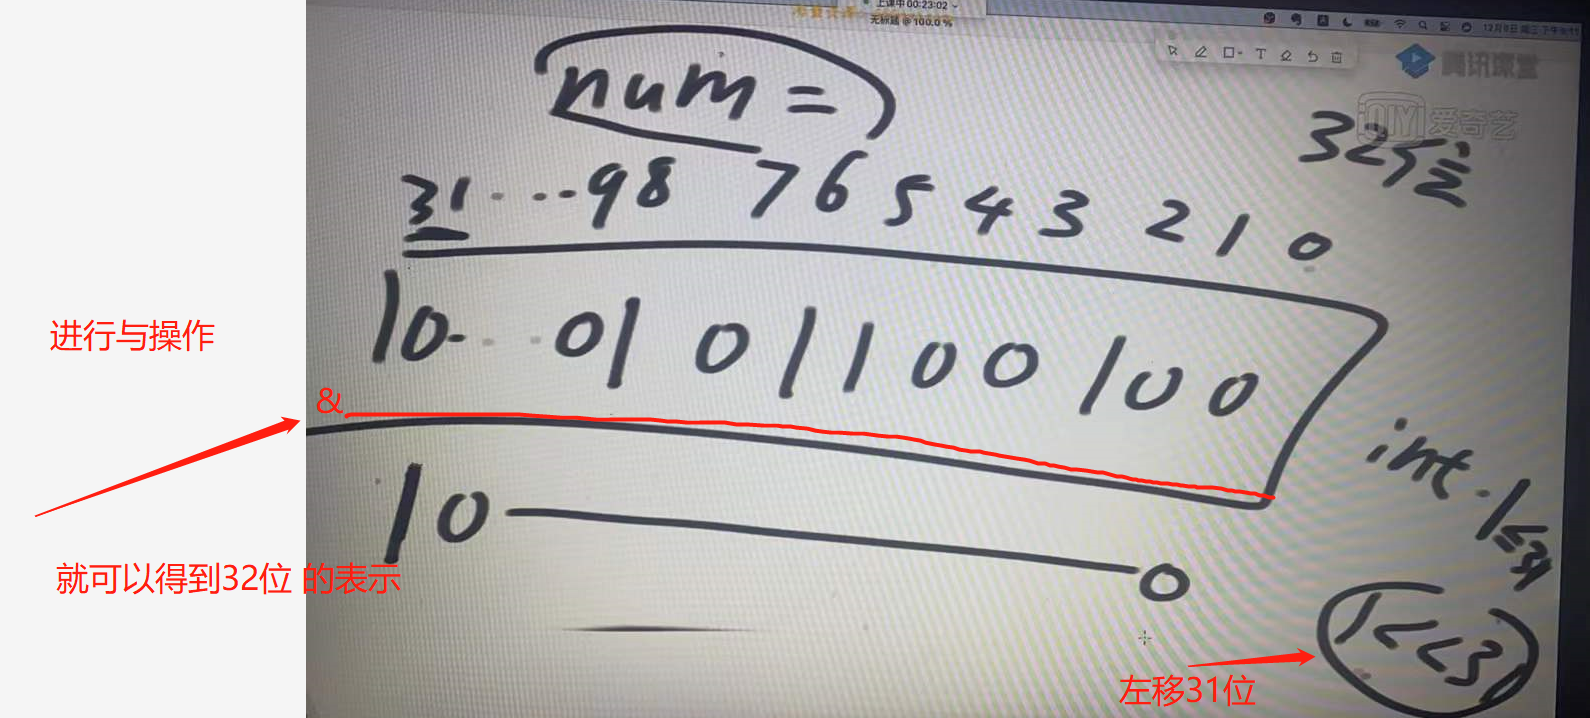 上课中 00:23:02
无标题 @ 100.0 %
腾讯课堂
QIYI 爱奇艺
num =
32位
31 ... 98 7 6 5 4 3 2 1 0
10 ... 01 0 1 1 0 0 1 0 0
进行与操作
&
int
1 0 0
就可以得到32位 的表示
1<<31
左移31位